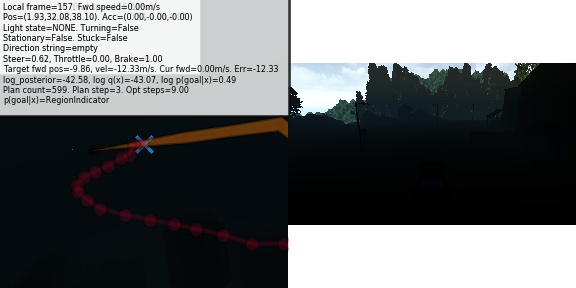 Local frame=157. Fwd.speed=0.00m/s
Pos=(1.93,32.08,38.10). Acc=(0.00,-0.00,-0.00)
Light state=NONE. Turning=False
Stationary=False. Stuck=False
Direction string=empty
Steer=0.62, Throttle=0.00, Brake=1.00
Target fwd pos=-9.86, vel=-12.33m/s. Cur fwd=0.00m/s. Err=-12.33
log_posterior=-42.58, log q(x)=-43.07, log p(goal|x)=0.49
Plan count=599. Plan step=3. Opt steps=9.00
p(goal|x)=RegionIndicator